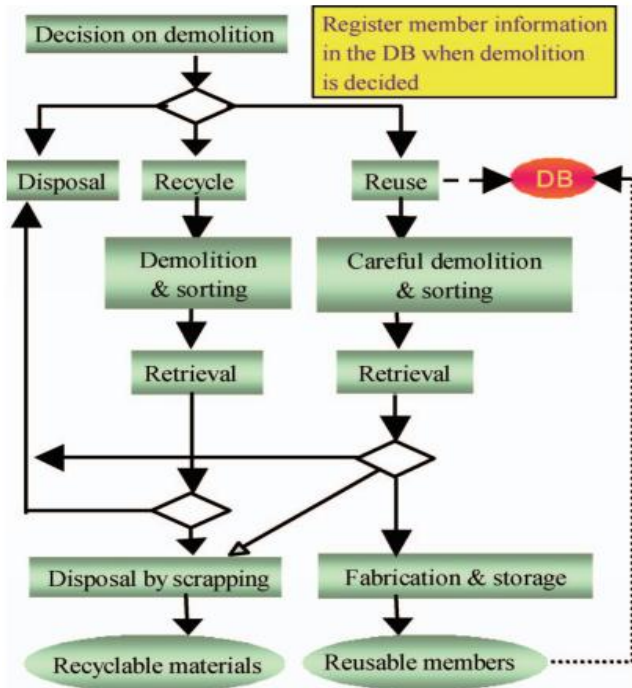 Decision on demolition
Register member information
in the DB when demolition
is decided
Disposal
Recycle
Reuse
DB
Demolition
& sorting
Careful demolition
& sorting
Retrieval
Retrieval
Disposal by scrapping
Fabrication & storage
Recyclable materials
Reusable members